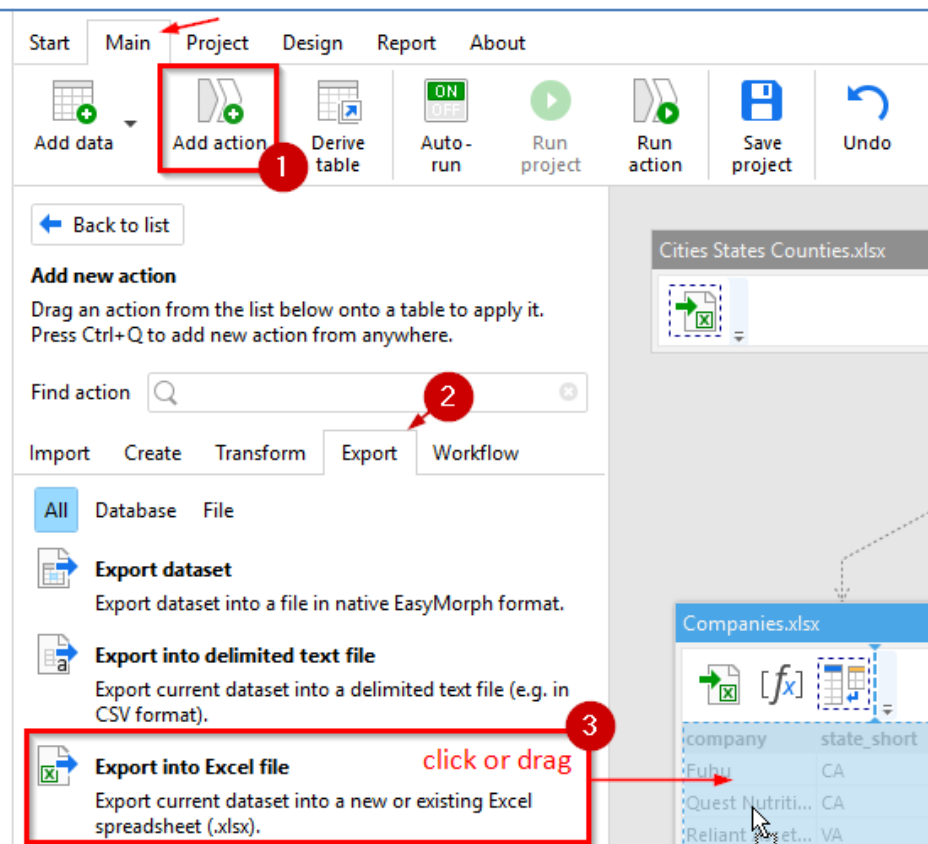 Start Main Project Design Report About
ON
OFF
Add data Add action Derive table Auto-run Run project Run action Save project Undo
1
Back to list
Cities States Counties.xlsx
Add new action
Drag an action from the list below onto a table to apply it.
Press Ctrl+Q to add new action from anywhere.
Find action
2
Import Create Transform Export Workflow
All Database File
Export dataset
Export dataset into a file in native EasyMorph format.
Companies.xlsx
a
Export into delimited text file
Export current dataset into a delimited text file (e.g. in
CSV format).
[fx]
3
company state_short
Export into Excel file
click or drag
Fuhu CA
Export current dataset into a new or existing Excel
spreadsheet (.xlsx).
Quest Nutriti... CA
Reliant VA